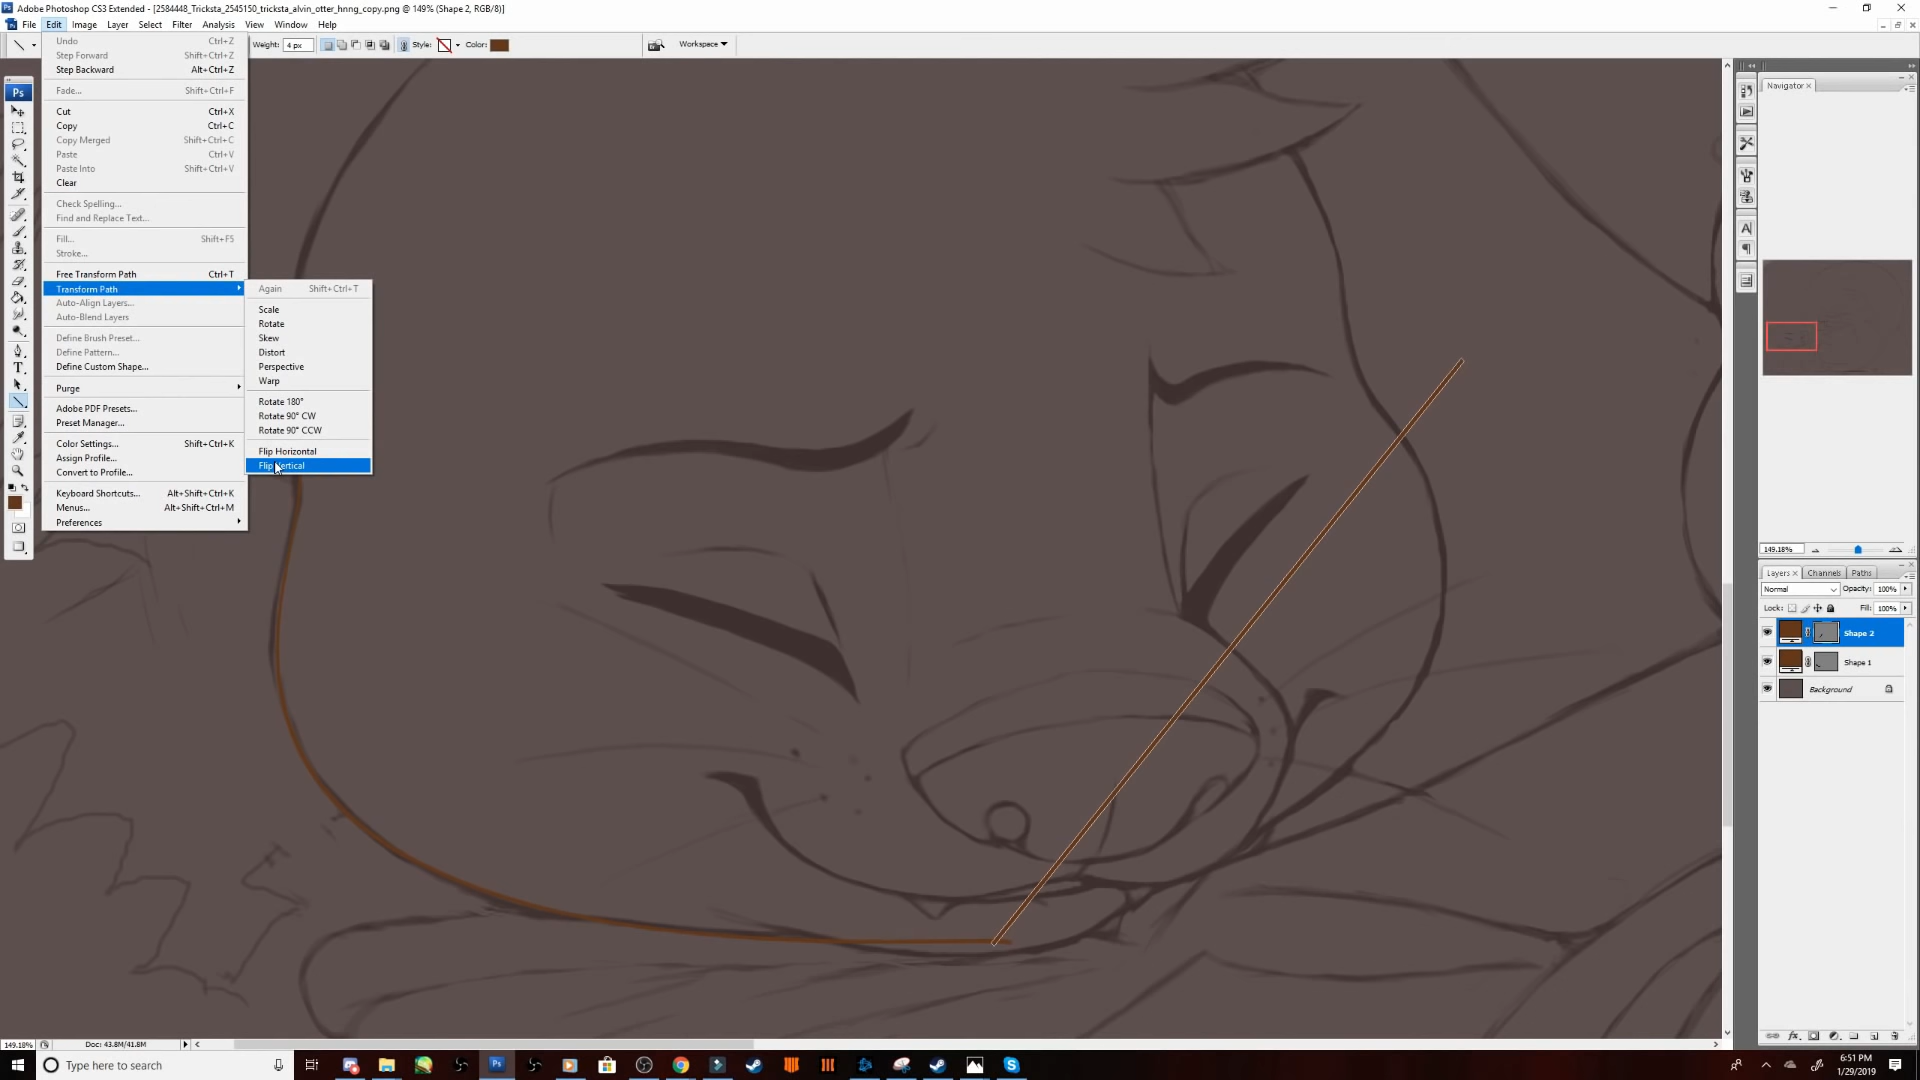 Ps Adobe Photoshop CS3 Extended - [2584448_Tricksta_2545150_tricksta_alvin_otter_hnng_copy.png @ 149% (Shape 2, RGB/8)]
File Edit Image Layer Select Filter Analysis View Window Help
Weight: 4 px Style: Color: Workspace
Undo Ctrl+Z
Step Forward Shift+Ctrl+Z
Step Backward Alt+Ctrl+Z
Fade... Shift+Ctrl+F
Cut Ctrl+X
Copy Ctrl+C
Copy Merged Shift+Ctrl+C
Paste Ctrl+V
Paste Into Shift+Ctrl+V
Clear
Check Spelling...
Find and Replace Text...
Fill... Shift+F5
Stroke...
Free Transform Path Ctrl+T
Transform Path
Auto-Align Layers...
Auto-Blend Layers
Define Brush Preset...
Define Pattern...
Define Custom Shape...
Purge
Adobe PDF Presets...
Preset Manager...
Color Settings... Shift+Ctrl+K
Assign Profile...
Convert to Profile...
Keyboard Shortcuts... Alt+Shift+Ctrl+K
Menus... Alt+Shift+Ctrl+M
Preferences
Again Shift+Ctrl+T
Scale
Rotate
Skew
Distort
Perspective
Warp
Rotate 180°
Rotate 90° CW
Rotate 90° CCW
Flip Horizontal
Flip Vertical
Ps
T
Navigator
149.18%
Layers Channels Paths
Normal Opacity: 100%
Lock: Fill: 100%
Shape 2
Shape 1
Background
149.18% Doc: 43.8M/41.8M
Type here to search
Ps
6:51 PM
1/29/2019